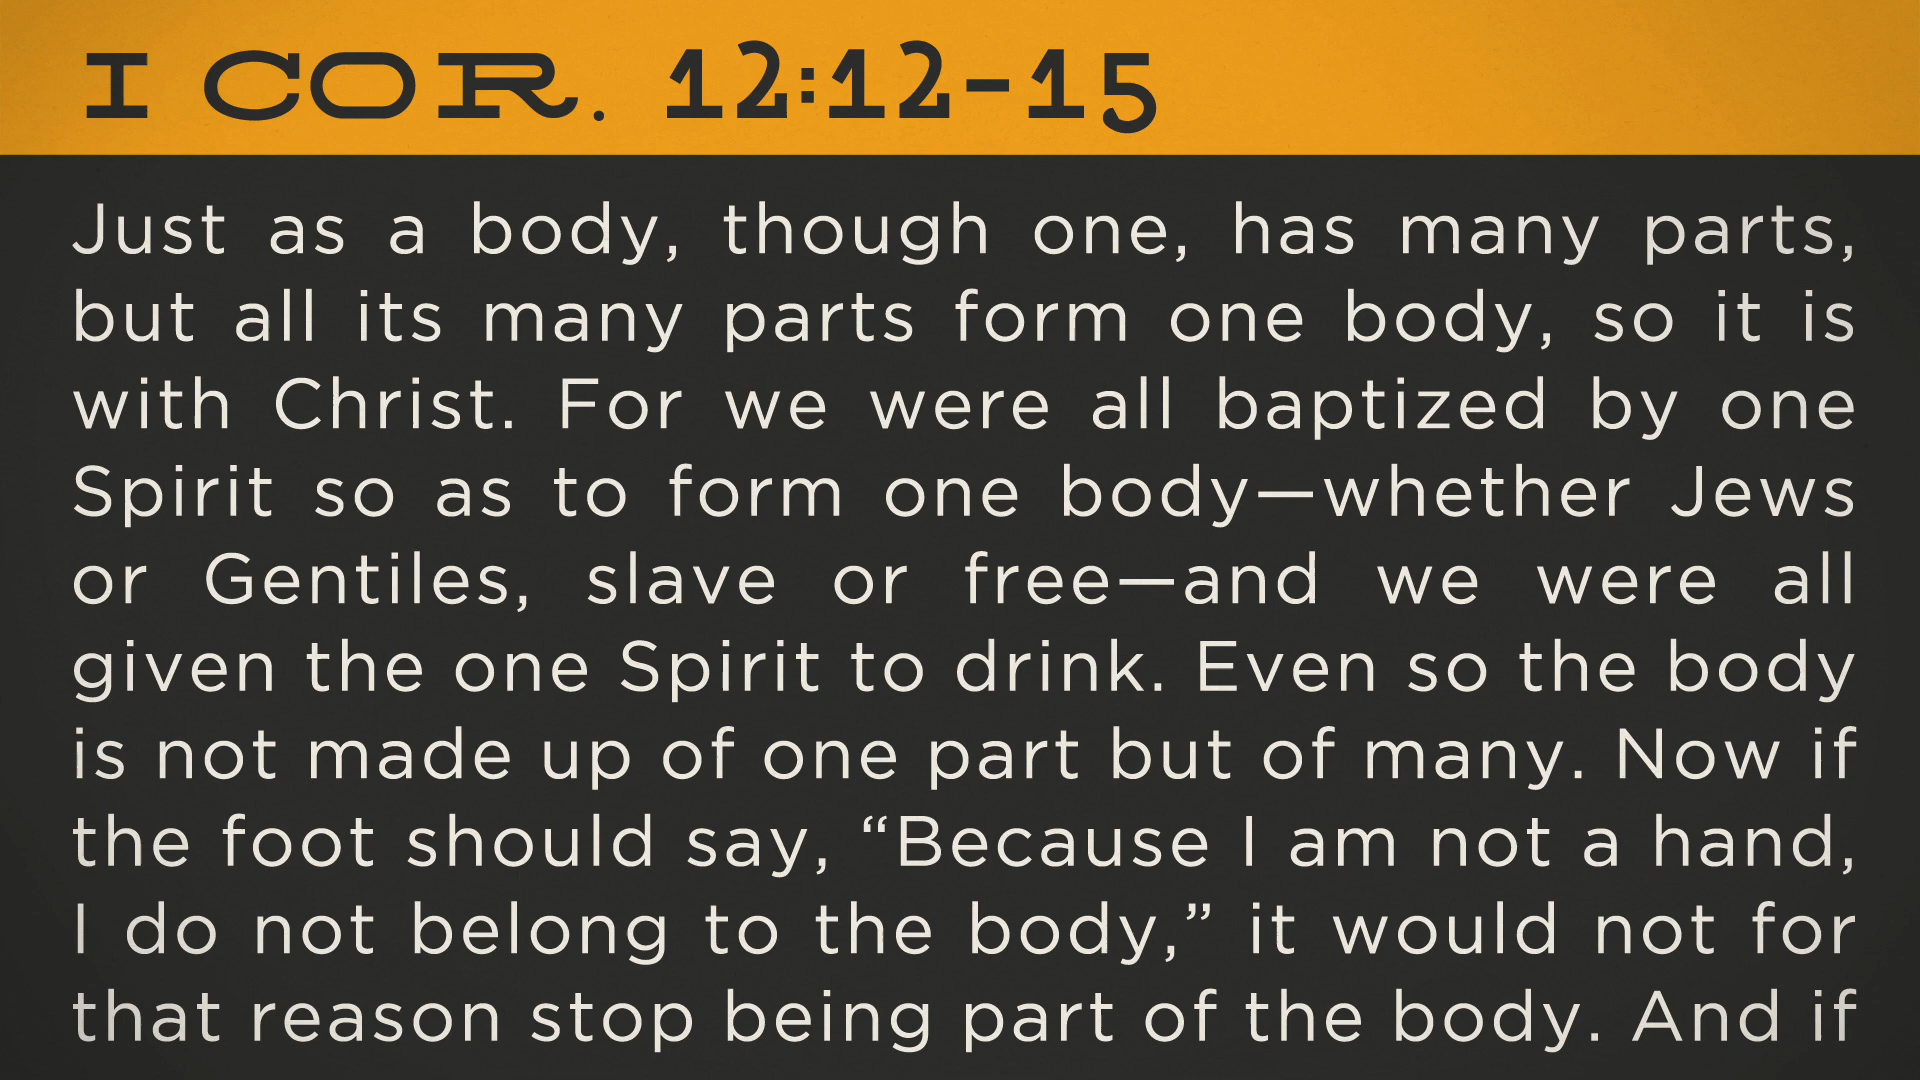 I COR. 12:12-15
Just as a body, though one, has many parts,
but all its many parts form one body, so it is
with Christ. For we were all baptized by one
Spirit so as to form one body—whether Jews
or Gentiles, slave or free—and we were all
given the one Spirit to drink. Even so the body
is not made up of one part but of many. Now if
the foot should say, “Because I am not a hand,
I do not belong to the body,” it would not for
that reason stop being part of the body. And if